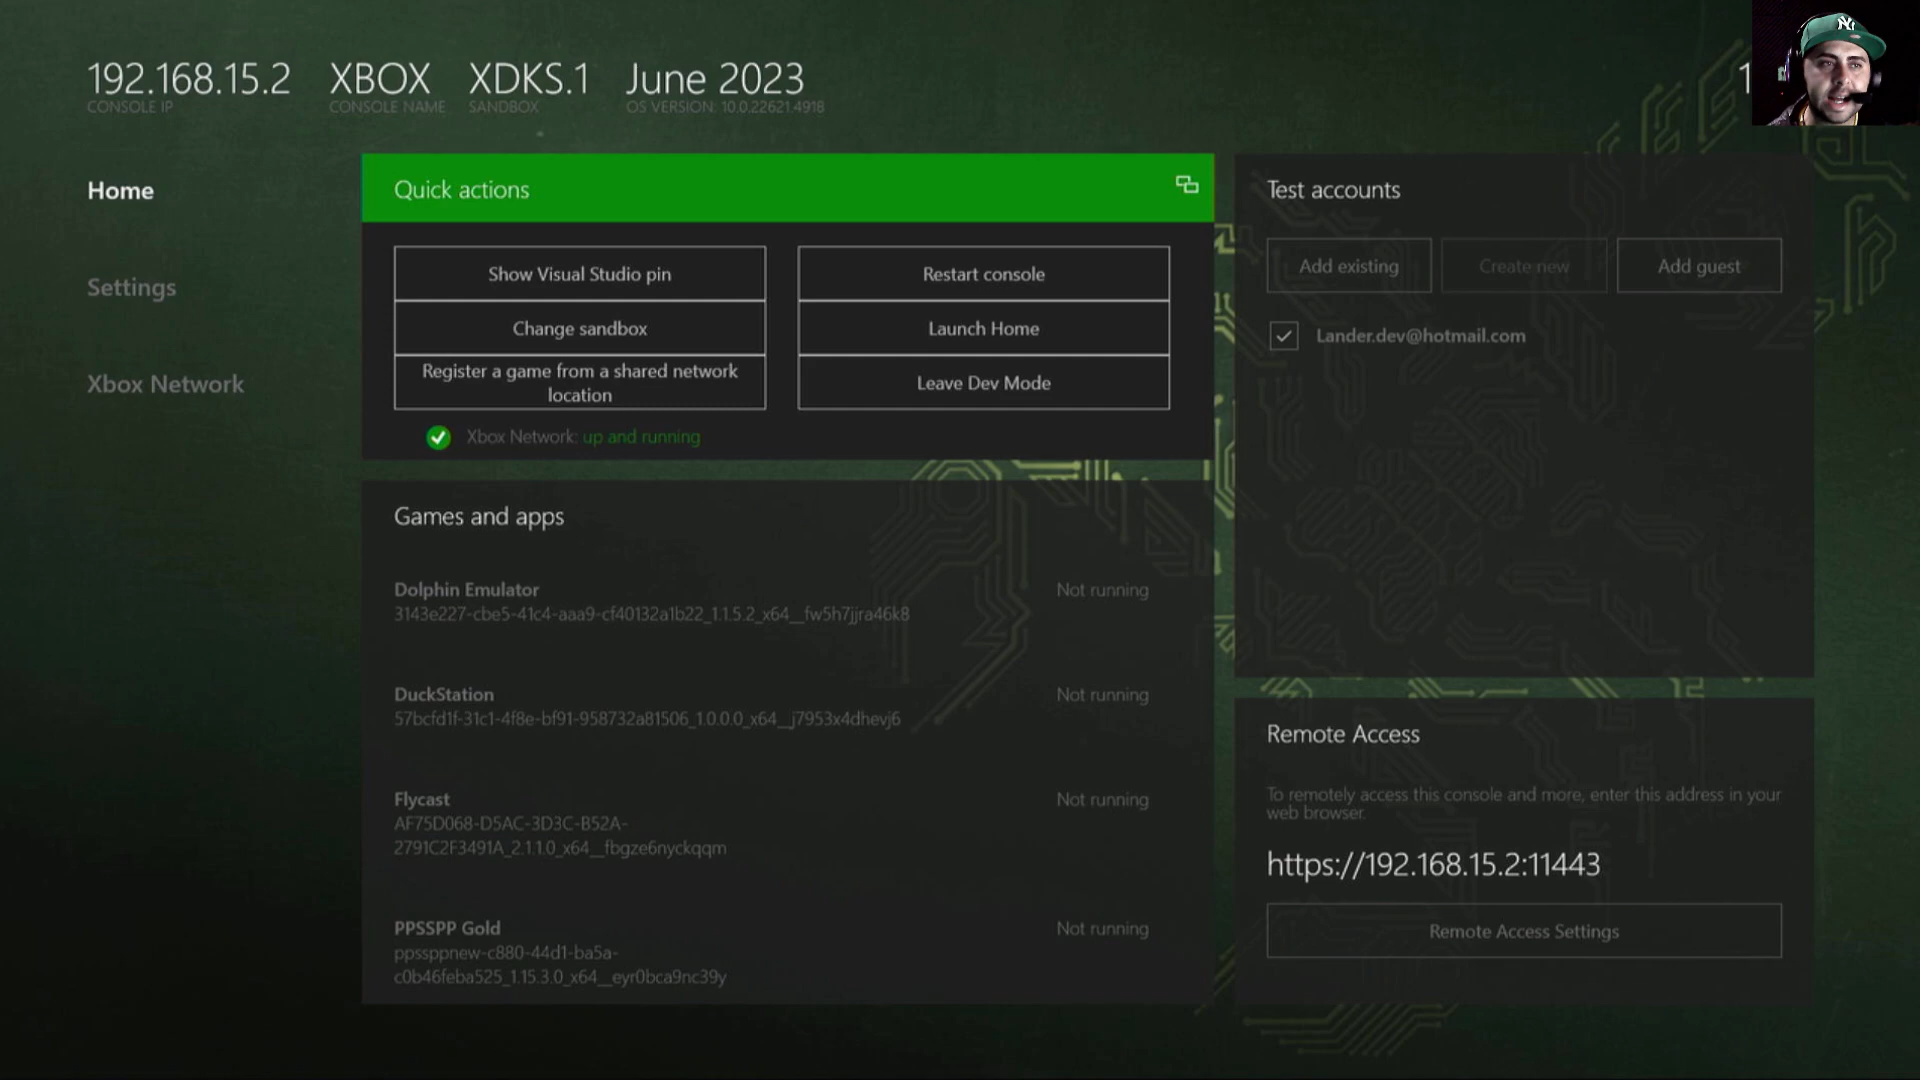 192.168.15.2 XBOX XDKS.1 June 2023
CONSOLE IP CONSOLE NAME SANDBOX OS VERSION: 10.0.22621.4918
Home
Settings
Xbox Network
Quick actions
Show Visual Studio pin
Change sandbox
Register a game from a shared network
location
Restart console
Launch Home
Leave Dev Mode
Xbox Network: up and running
Games and apps
Dolphin Emulator Not running
3143e227-cbe5-41c4-aaa9-cf40132a1b22_1.1.5.2_x64__fw5h7jjra46k8
DuckStation Not running
57bcfd1f-31c1-4f8e-bf91-958732a81506_1.0.0.0_x64__j7953x4dhevj6
Flycast Not running
AF75D068-D5AC-3D3C-B52A-
2791C2F3491A_2.1.1.0_x64__fbgze6nyckqqm
PPSSPP Gold Not running
ppssppnew-c880-44d1-ba5a-
c0b46feba525_1.15.3.0_x64__eyr0bca9nc39y
Test accounts
Add existing Create new Add guest
Lander.dev@hotmail.com
Remote Access
To remotely access this console and more, enter this address in your
web browser.
https://192.168.15.2:11443
Remote Access Settings
NY